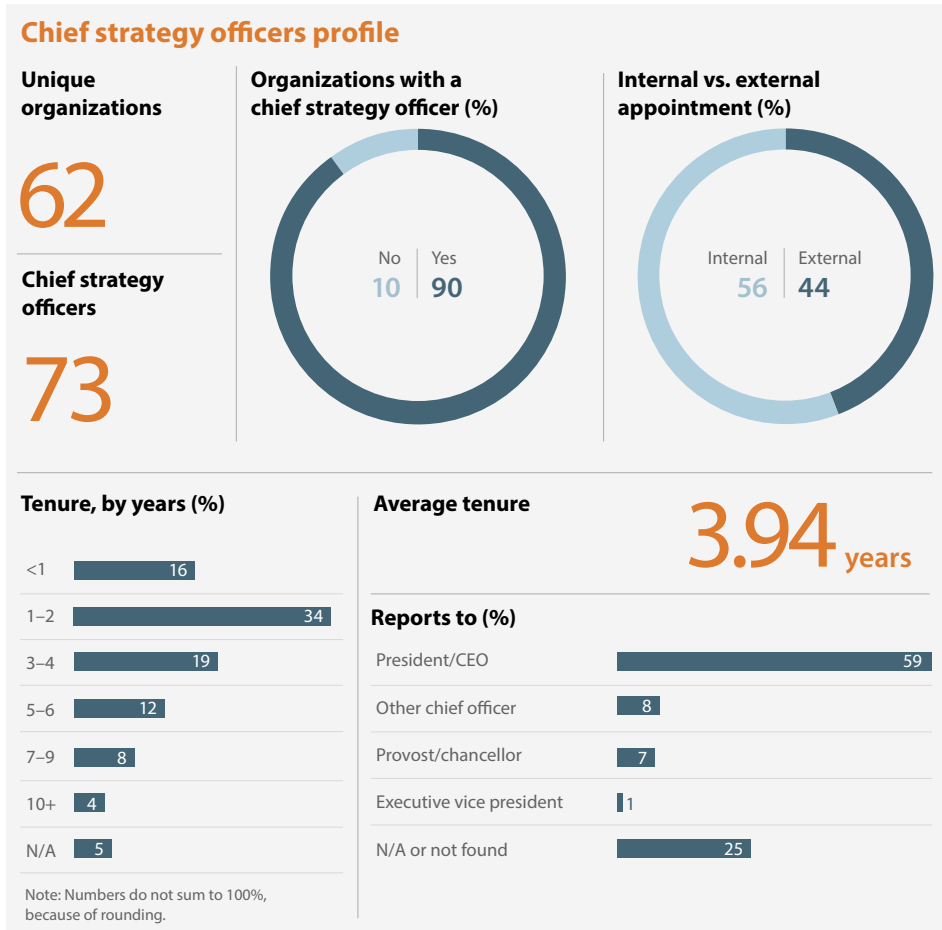 Chief strategy officers profile
Unique
organizations
62
Chief strategy
officers
73
Organizations with a
chief strategy officer (%)
No Yes
10 90
Internal vs. external
appointment (%)
Internal External
56 44
Tenure, by years (%)
<1 16
1–2 34
3–4 19
5–6 12
7–9 8
10+ 4
N/A 5
Note: Numbers do not sum to 100%,
because of rounding.
Average tenure
3.94 years
Reports to (%)
President/CEO 59
Other chief officer 8
Provost/chancellor 7
Executive vice president 1
N/A or not found 25